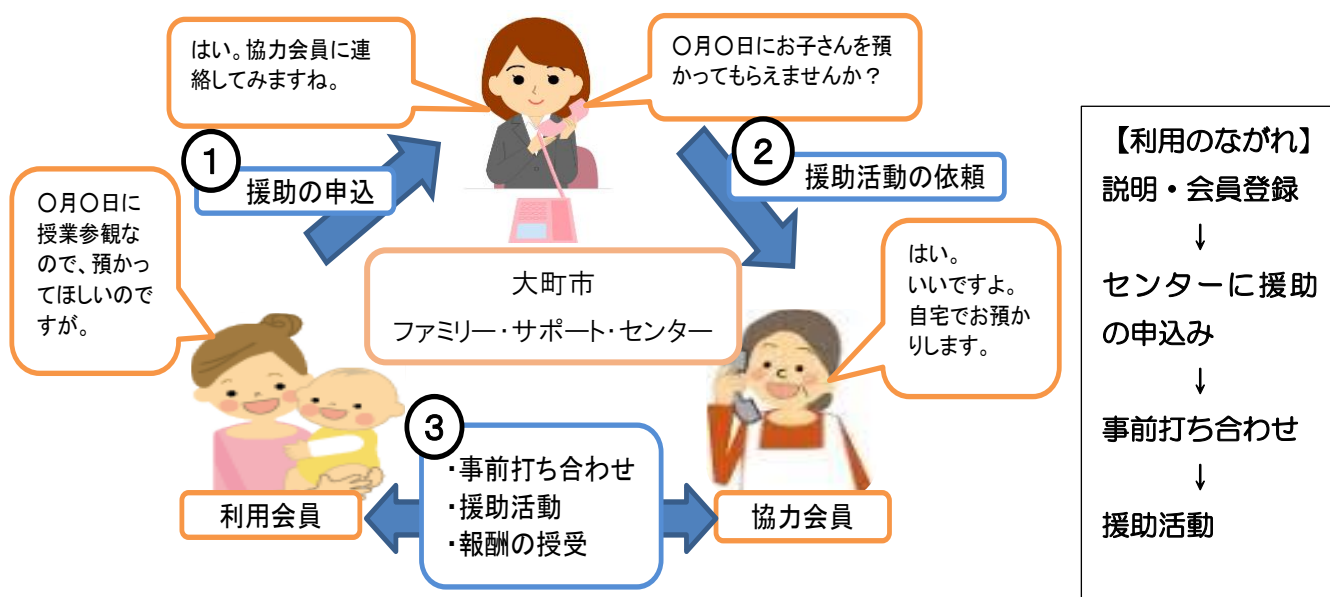 はい。協力会員に連
絡してみますね。
〇月〇日にお子さんを預
かってもらえませんか？
①
援助の申込
②
援助活動の依頼
〇月〇日に
授業参観な
ので、預かっ
てほしいので
すが。
大町市
ファミリー・サポート・センター
はい。
いいですよ。
自宅でお預か
りします。
③
・事前打ち合わせ
・援助活動
・報酬の授受
利用会員
協力会員
【利用のながれ】
説明・会員登録
↓
センターに援助
の申込み
↓
事前打ち合わせ
↓
援助活動